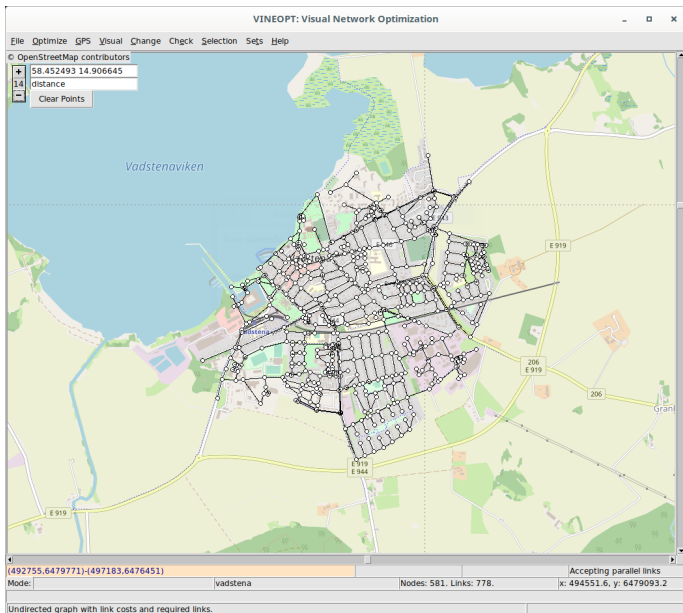 VINEOPT: Visual Network Optimization
File Optimize GPS Visual Change Check Selection Sets Help
© OpenStreetMap contributors
+ 58.452493 14.906645
14 distance
− Clear Points
Vadstenaviken
E 919
206
E 919
206
E 919
E 944
E 919
(492755,6479771)-(497183,6476451) Accepting parallel links
Mode: vadstena Nodes: 581. Links: 778. x: 494551.6, y: 6479093.2
Undirected graph with link costs and required links.